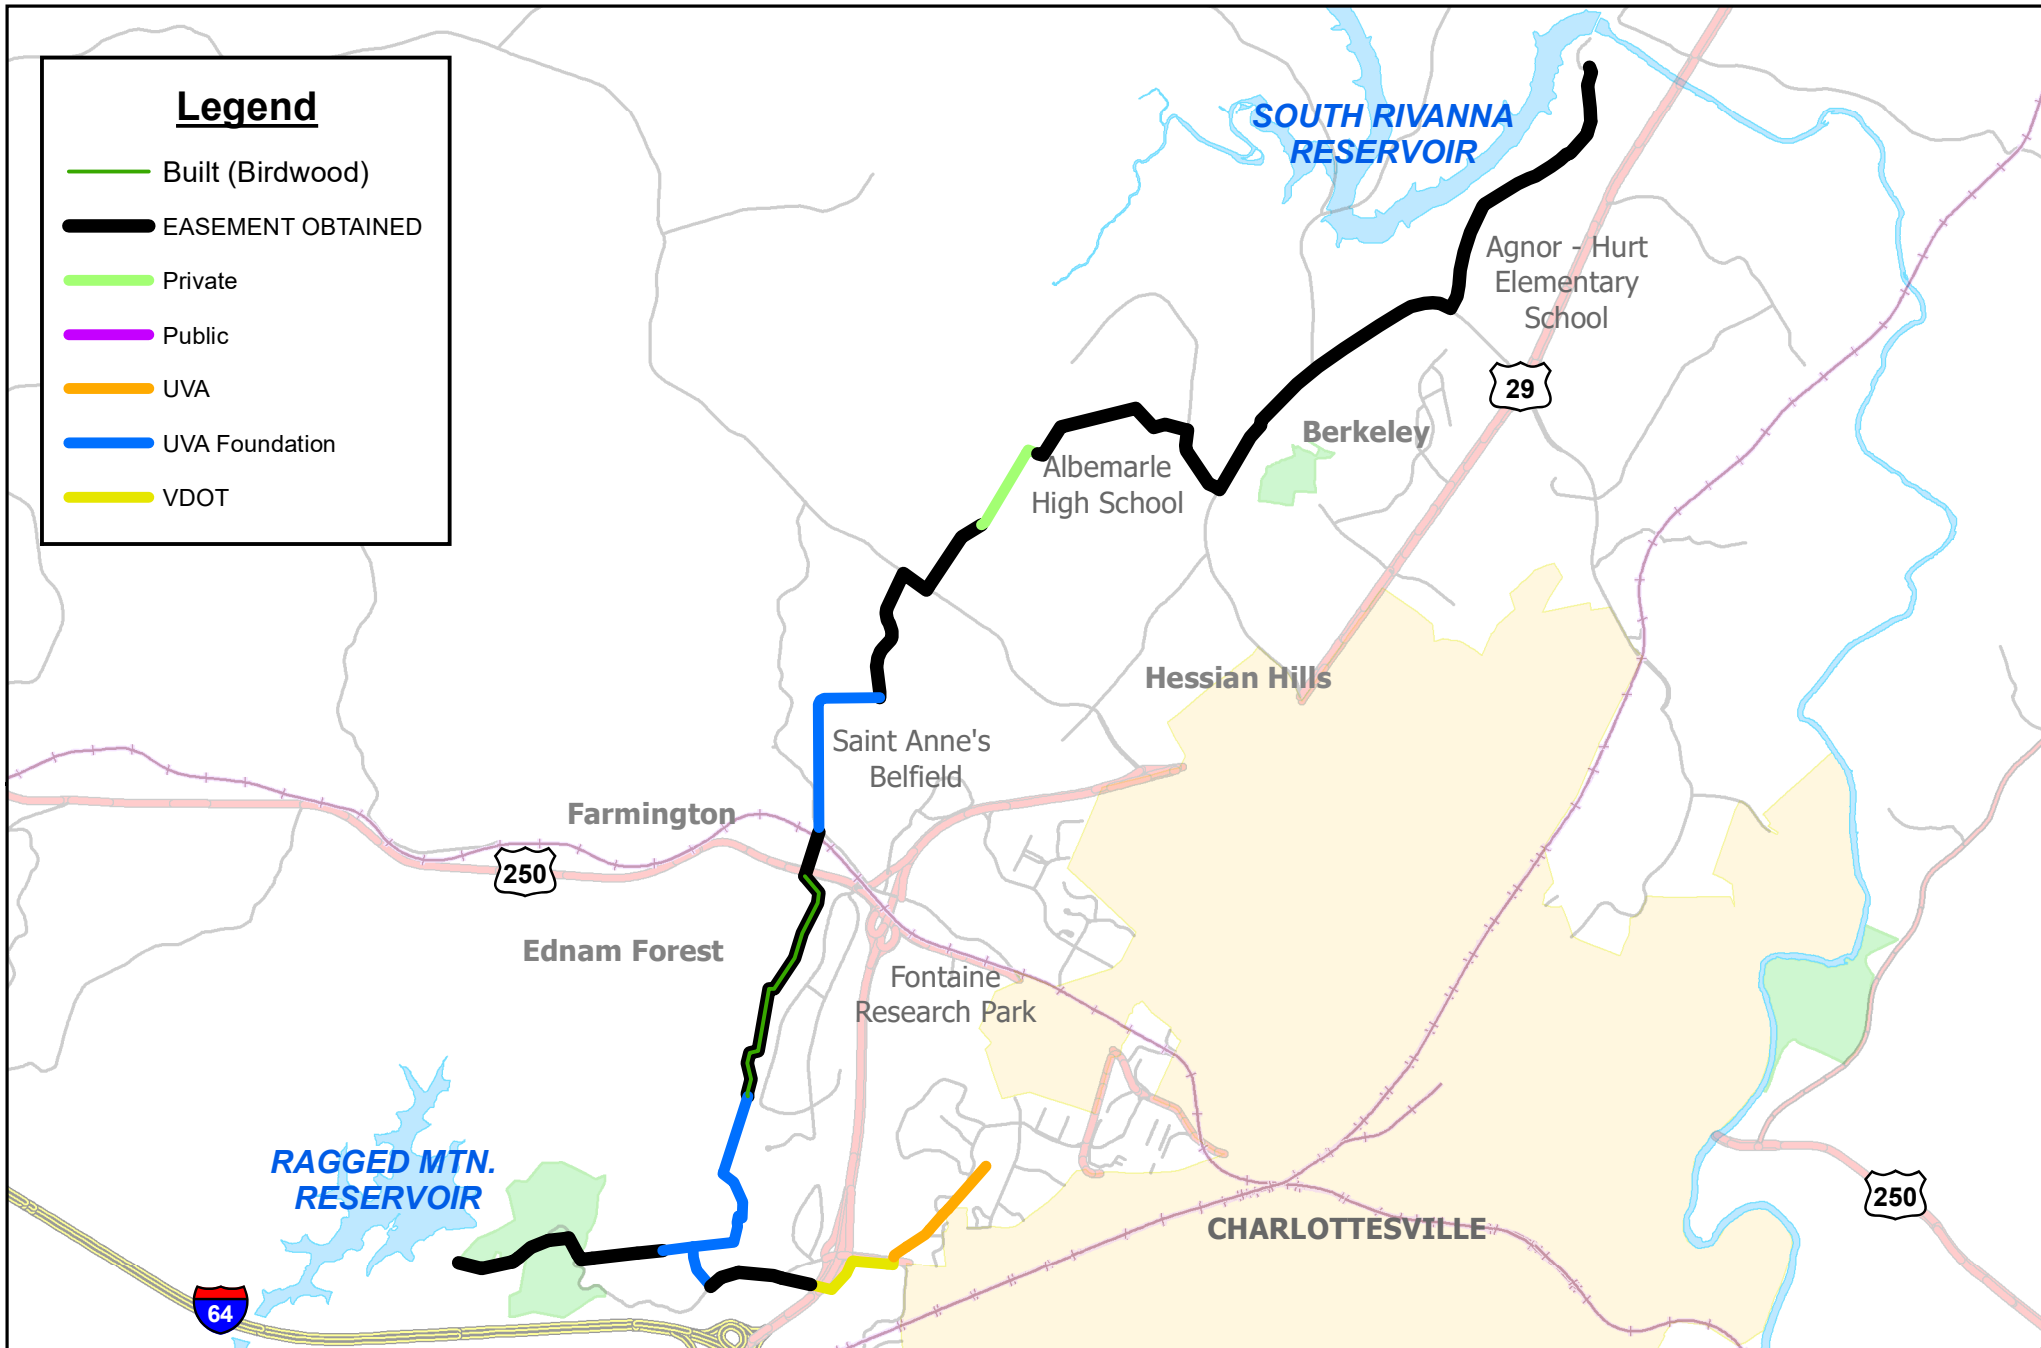 Legend
Built (Birdwood)
EASEMENT OBTAINED
Private
Public
UVA
UVA Foundation
VDOT
SOUTH RIVANNA
RESERVOIR
Agnor - Hurt
Elementary
School
29
Berkeley
Albemarle
High School
Hessian Hills
Saint Anne's
Belfield
Farmington
250
Ednam Forest
Fontaine
Research Park
RAGGED MTN.
RESERVOIR
CHARLOTTESVILLE
250
64